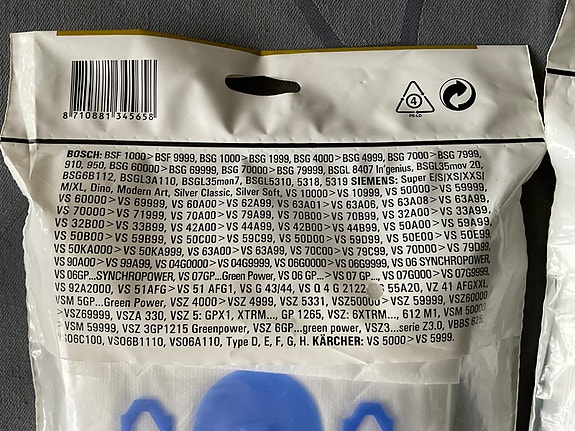 8 710881 345658
4
PE-LD
BOSCH: BSF 1000> BSF 9999, BSG 1000> BSG 1999, BSG 4000> BSG 4999, BSG 7000> BSG 7999,
910, 950, BSG 60000> BSG 69999, BSG 70000> BSG 79999, BSGL 8407 In'genius, BSGL35mov 20,
BSG6B112, BSGL3A110, BSGL35mon7, BSGL5310, 5318, 5319 SIEMENS: Super E|S|XS|XXS|
M/XL, Dino, Modern Art, Silver Classic, Silver Soft, VS 10000> VS 10999, VS 50000> VS 59999,
VS 60000> VS 69999, VS 60A00> VS 62A99, VS 63A01> VS 63A06, VS 63A08> VS 63A99,
VS 70000> VS 71999, VS 70A00> VS 79A99, VS 70B00> VS 70B99, VS 32A00> VS 33A99,
VS 32B00> VS 33B99, VS 42A00> VS 44A99, VS 42B00> VS 44B99, VS 50A00> VS 59A99,
VS 50B00> VS 59B99, VS 50C00> VS 59C99, VS 50D00> VS 59D99, VS 50E00> VS 50E99,
VS 50KA000> VS 50KA999, VS 63A00> VS 63A99, VS 70C00> VS 79C99, VS 70D00> VS 79D99,
VS 90A00> VS 99A99, VS 04G0000> VS 04G9999, VS 06G0000> VS 06G9999, VS 06 SYNCHROPOWER,
VS 06GP...SYNCHROPOWER, VS 07GP...Green Power, VS 06 GP> VS 07 GP..., VS 07G000> VS 07G9999,
VS 92A2000, VS 51AFG> VS 51 AFG1, VS G 43/44, VS Q 4 G 2122 VS 55A20, VZ 41 AFGXXL,
VSM 5GP...Green Power, VSZ 4000> VSZ 4999, VSZ 5331, VSZ50000> VSZ 59999, VSZ60000
>VSZ69999, VSZA 330, VSZ 5: GPX1, XTRM..., GP 1265, VSZ: 6XTRM..., 612 M1, VSM 50000
> VSM 59999, VSZ 3GP1215 Greenpower, VSZ 6GP...green power, VSZ3...serie Z3.0, VBBS 625,
VS06C100, VSO6B1110, VS06A110, Type D, E, F, G, H. KÄRCHER: VS 5000> VS 5999.